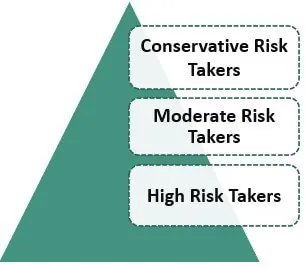 Conservative Risk
Takers
Moderate Risk
Takers
High Risk Takers